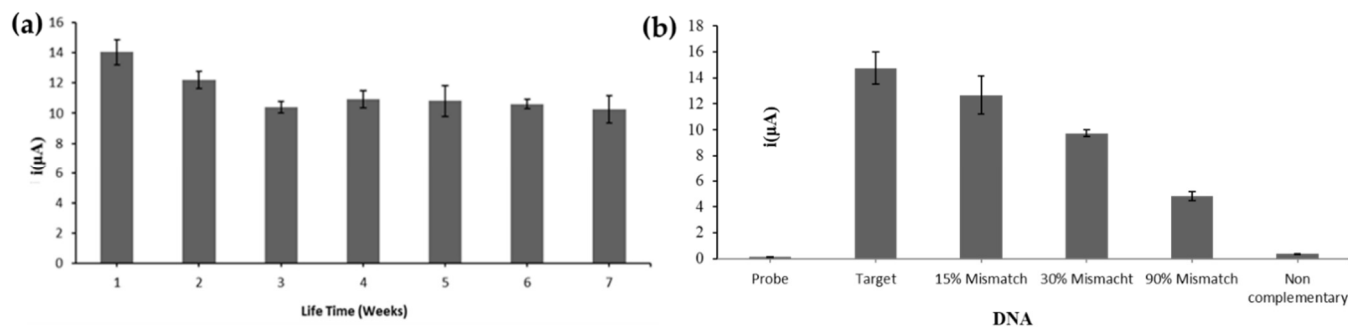 (a)
16
14
12
10
8
6
4
2
0
i(μA)
1 2 3 4 5 6 7
Life Time (Weeks)
(b)
18
16
14
12
10
8
6
4
2
0
i(μA)
Probe Target 15% Mismatch 30% Mismacht 90% Mismatch Non
complementary
DNA